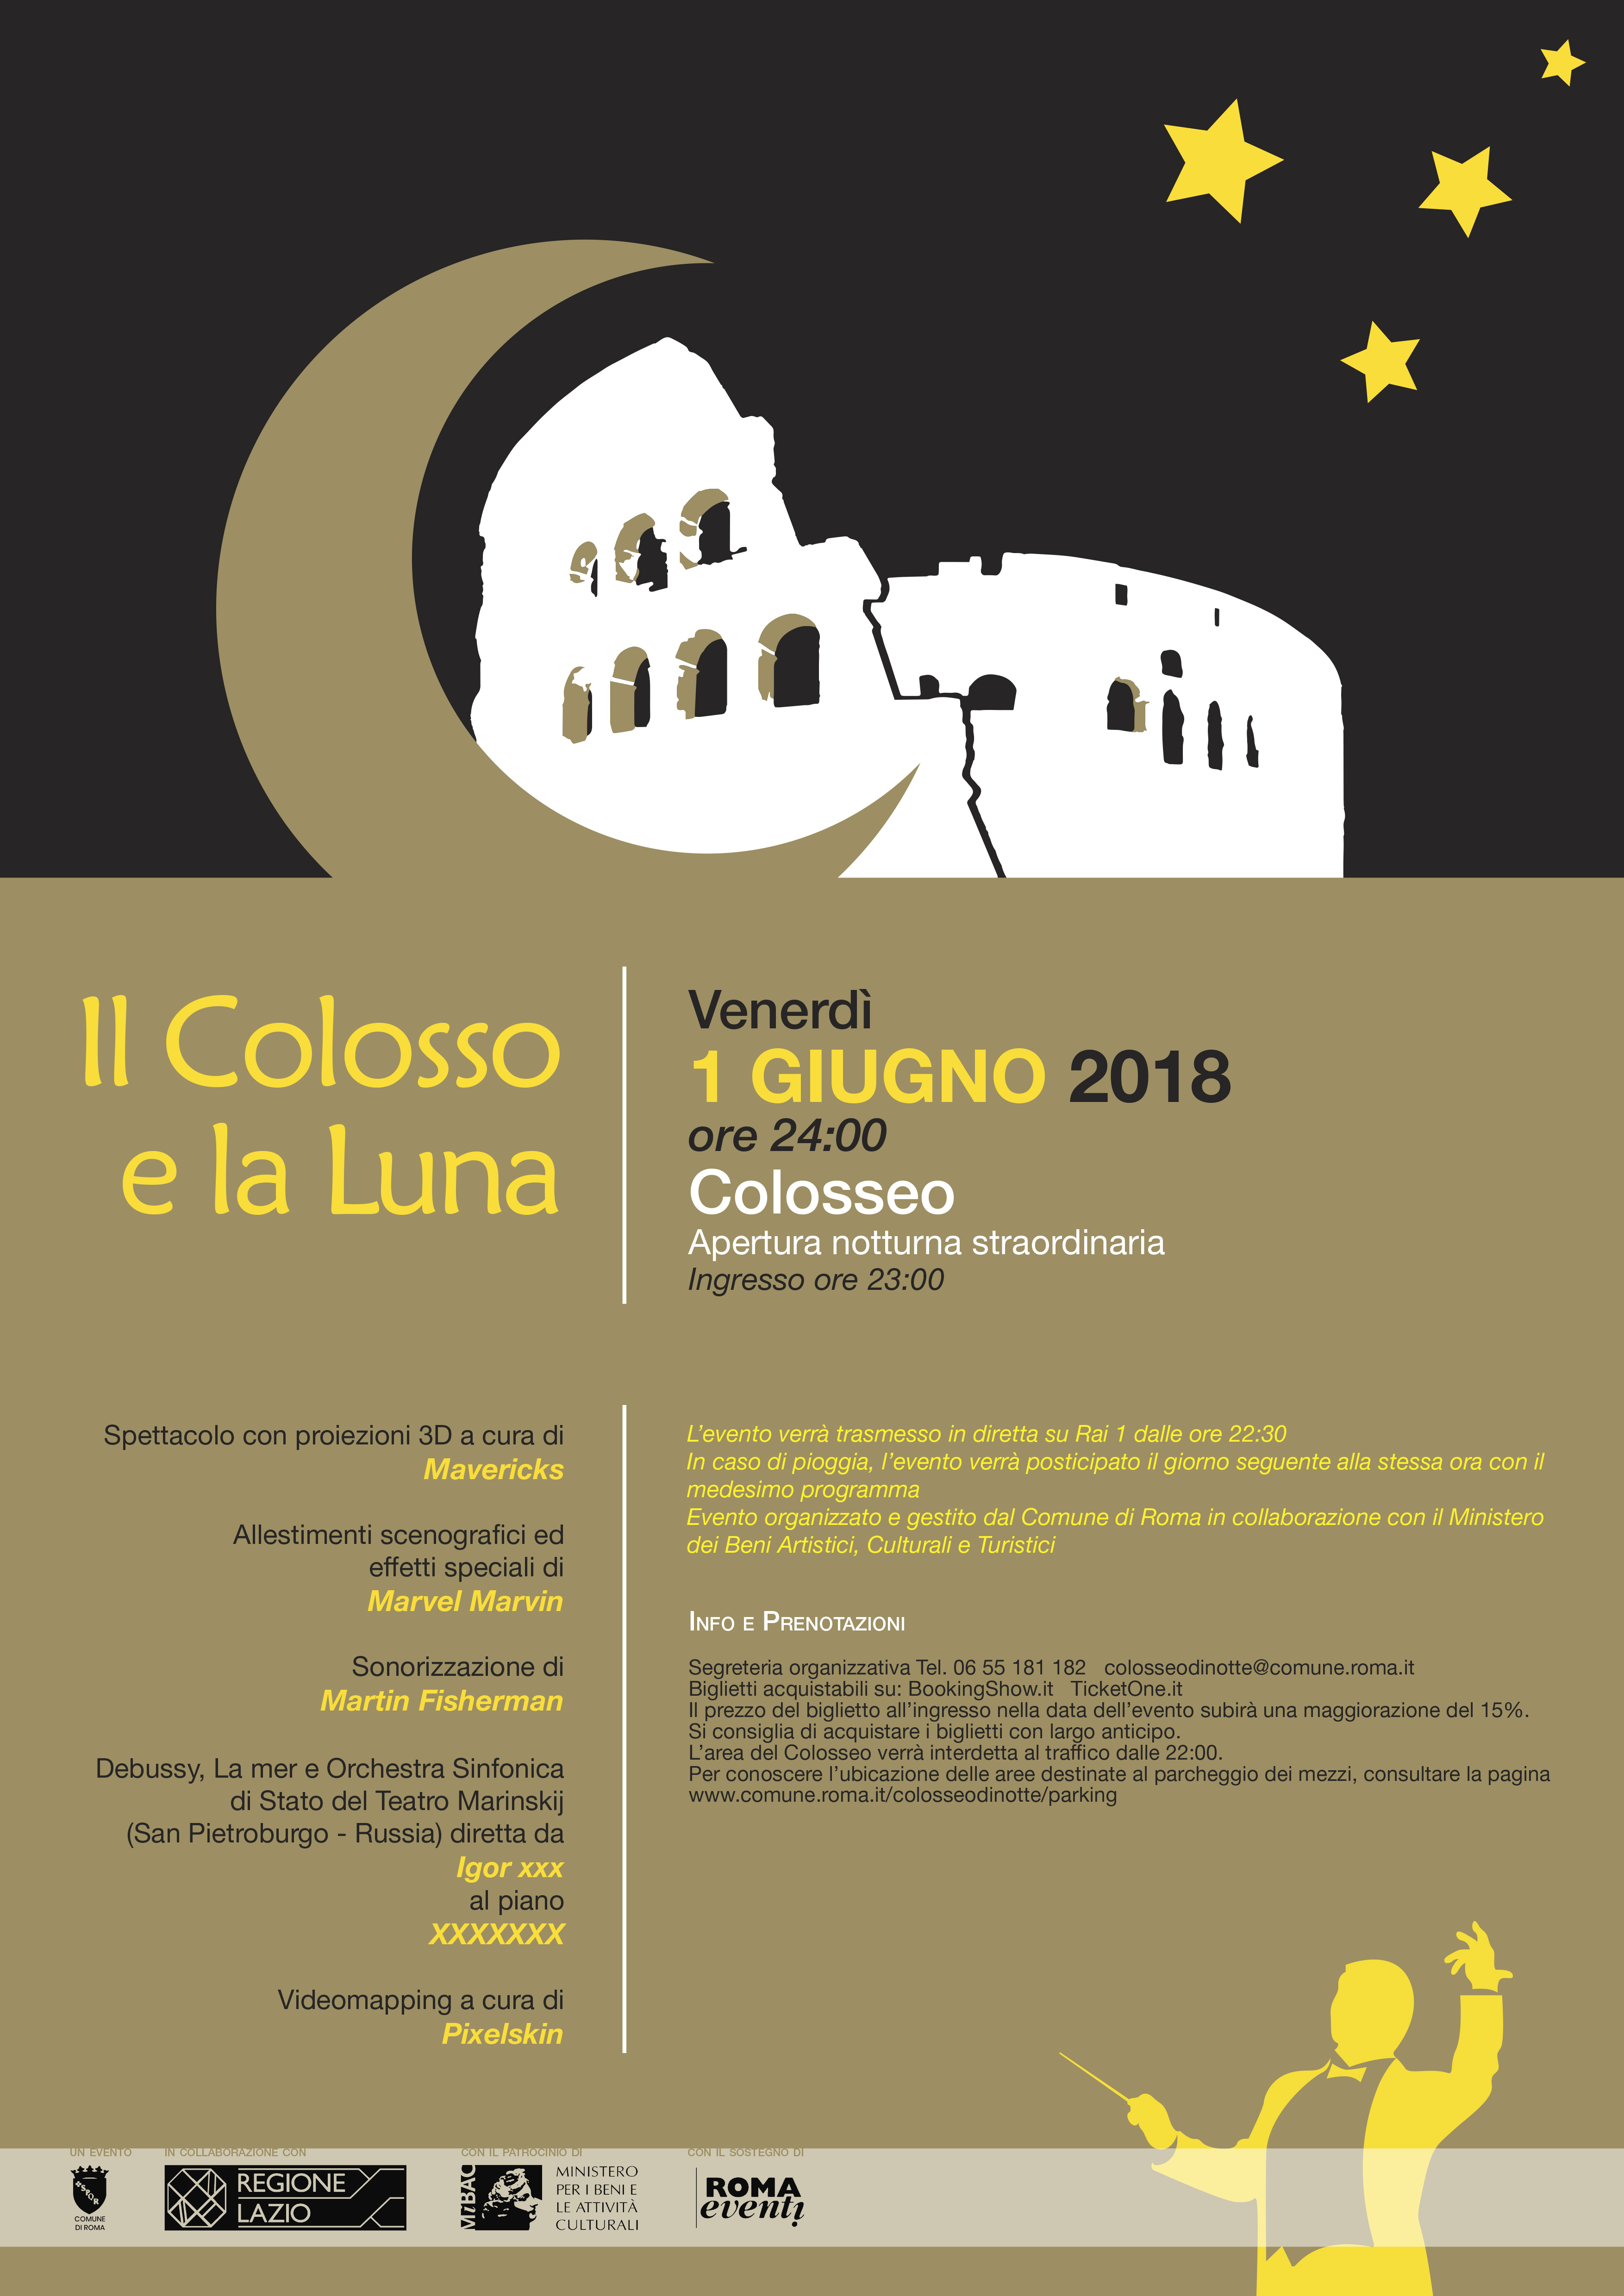 Il Colosso
e la Luna
Venerdì
1 GIUGNO 2018
ore 24:00
Colosseo
Apertura notturna straordinaria
Ingresso ore 23:00
Spettacolo con proiezioni 3D a cura di
Mavericks
Allestimenti scenografici ed
effetti speciali di
Marvel Marvin
Sonorizzazione di
Martin Fisherman
Debussy, La mer e Orchestra Sinfonica
di Stato del Teatro Marinskij
(San Pietroburgo - Russia) diretta da
Igor xxx
al piano
XXXXXXX
Videomapping a cura di
Pixelskin
L'evento verrà trasmesso in diretta su Rai 1 dalle ore 22:30
In caso di pioggia, l'evento verrà posticipato il giorno seguente alla stessa ora con il
medesimo programma
Evento organizzato e gestito dal Comune di Roma in collaborazione con il Ministero
dei Beni Artistici, Culturali e Turistici
Info e Prenotazioni
Segreteria organizzativa Tel. 06 55 181 182   colosseodinotte@comune.roma.it
Biglietti acquistabili su: BookingShow.it   TicketOne.it
Il prezzo del biglietto all'ingresso nella data dell'evento subirà una maggiorazione del 15%.
Si consiglia di acquistare i biglietti con largo anticipo.
L'area del Colosseo verrà interdetta al traffico dalle 22:00.
Per conoscere l'ubicazione delle aree destinate al parcheggio dei mezzi, consultare la pagina
www.comune.roma.it/colosseodinotte/parking
UN EVENTO
SPQR
COMUNE
DI ROMA
IN COLLABORAZIONE CON
REGIONE
LAZIO
CON IL PATROCINIO DI
MiBAC
MINISTERO
PER I BENI E
LE ATTIVITÀ
CULTURALI
CON IL SOSTEGNO DI
ROMA
eventi